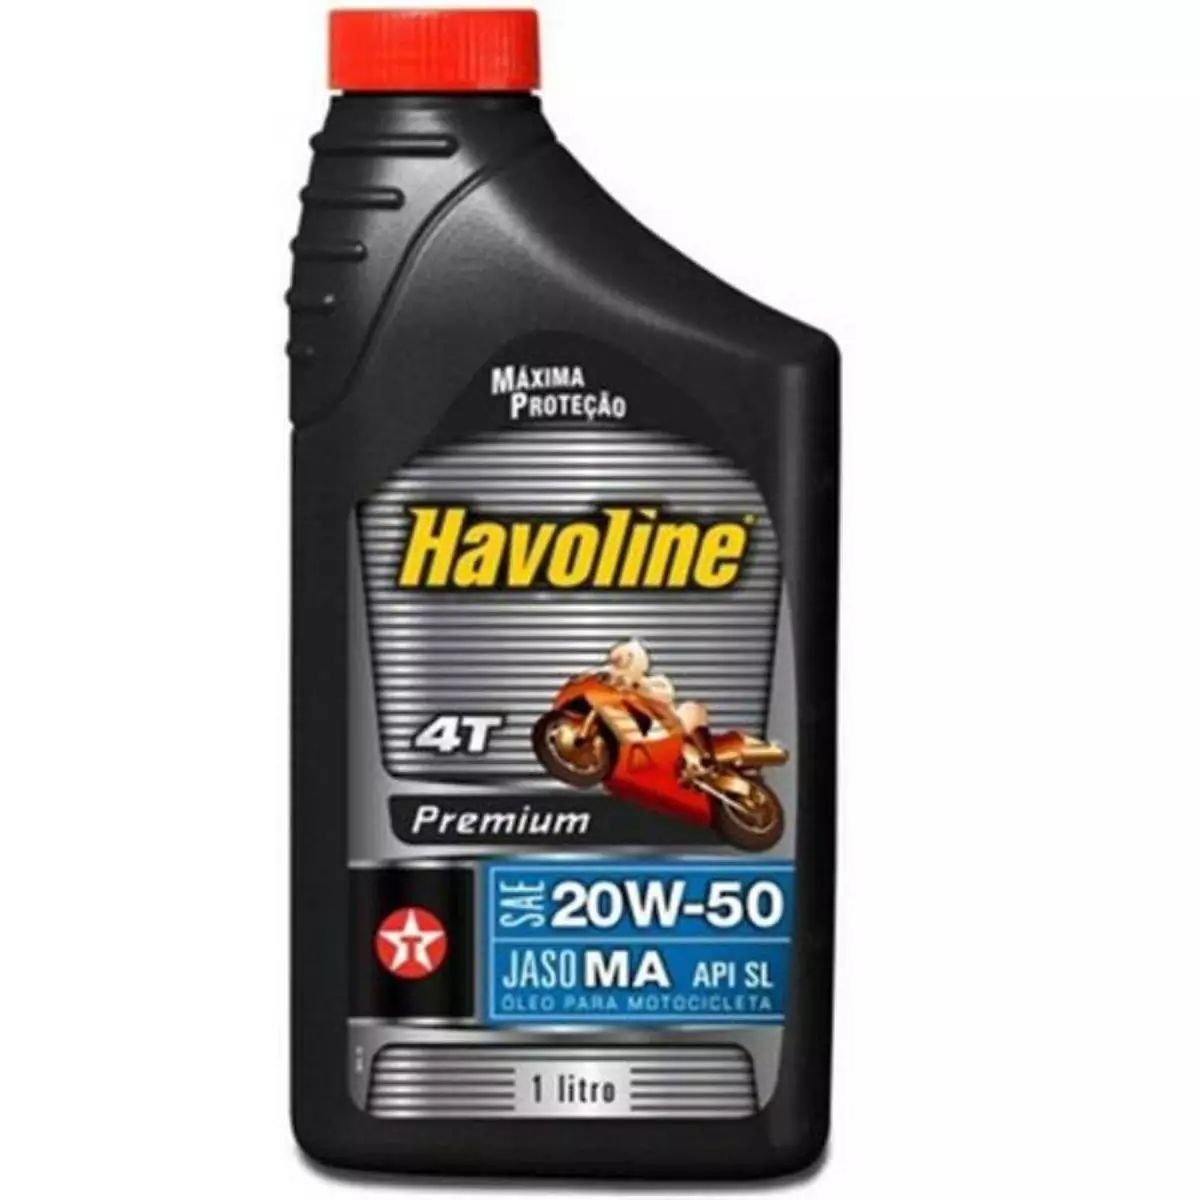 MÁXIMA
PROTEÇÃO
Havoline®
4T
Premium
SAE 20W-50
T
JASO MA API SL
ÓLEO PARA MOTOCICLETA
1 litro